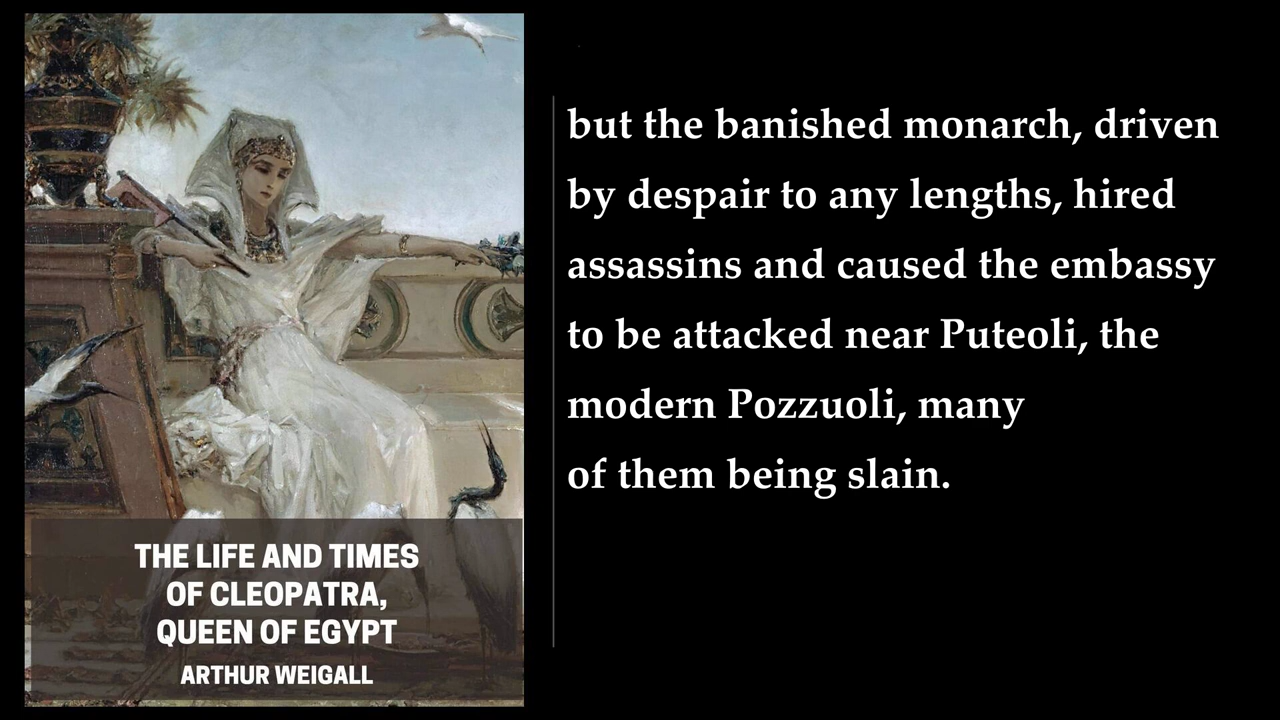 but the banished monarch, driven
by despair to any lengths, hired
assassins and caused the embassy
to be attacked near Puteoli, the
modern Pozzuoli, many
of them being slain.
THE LIFE AND TIMES
OF CLEOPATRA,
QUEEN OF EGYPT
ARTHUR WEIGALL